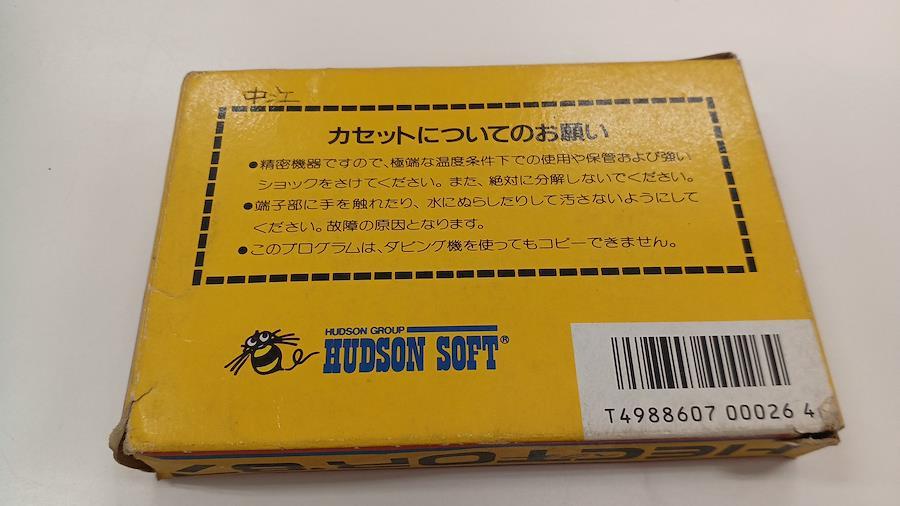 中江
カセットについてのお願い
●精密機器ですので、極端な温度条件下での使用や保管および強い
ショックをさけてください。また、絶対に分解しないでください。
●端子部に手を触れたり、水にぬらしたりして汚さないようにして
ください。故障の原因となります。
●このプログラムは、ダビング機を使ってもコピーできません。
HUDSON GROUP
HUDSON SOFT®
T4988607 00026 4
HECTOR'87